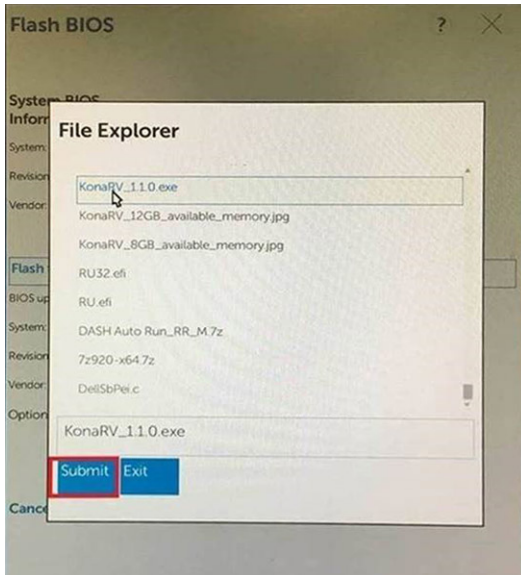 Flash BIOS ?
System BIOS
Inforr
System:
Revision
Vendor:
File Explorer
KonaRV_1.1.0.exe
KonaRV_12GB_available_memory.jpg
KonaRV_8GB_available_memory.jpg
RU32.efi
RU.efi
DASH Auto Run_RR_M.7z
7z920-x64.7z
DellSbPei.c
Flash
BIOS up
System:
Revision
Vendor:
Option
KonaRV_1.1.0.exe
Submit Exit
Cance